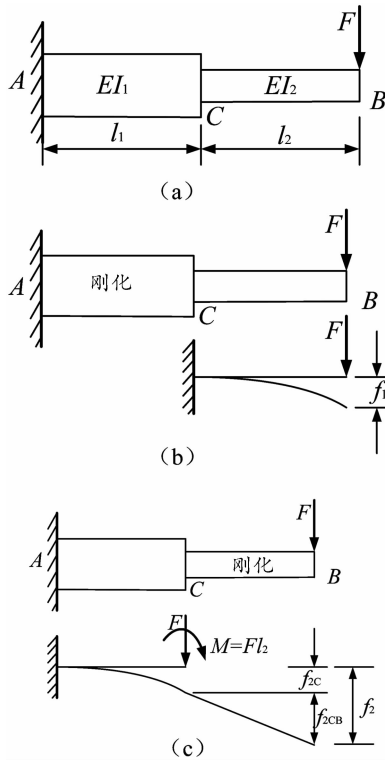 F
A
EI₁
EI₂
B
C
l₁
l₂
(a)
F
A
刚化
B
C
F
f₁
(b)
F
A
刚化
B
C
F
M=Fl₂
f₂C
f₂CB
f₂
(c)